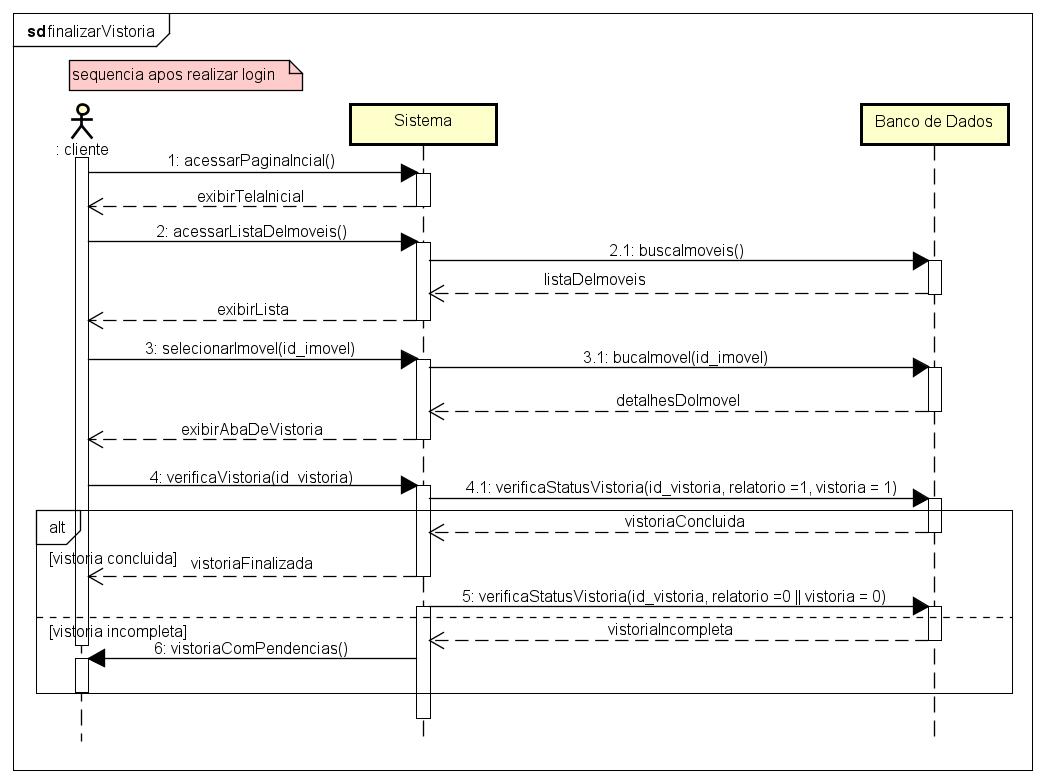 sd finalizarVistoria
sequencia apos realizar login
Sistema
Banco de Dados
: cliente
1: acessarPaginaIncial()
exibirTelaInicial
2: acessarListaDeImoveis()
2.1: buscaImoveis()
listaDeImoveis
exibirLista
3: selecionarImovel(id_imovel)
3.1: bucaImovel(id_imovel)
detalhesDoImovel
exibirAbaDeVistoria
4: verificaVistoria(id_vistoria)
4.1: verificaStatusVistoria(id_vistoria, relatorio =1, vistoria = 1)
alt
vistoriaConcluida
[vistoria concluida]
vistoriaFinalizada
5: verificaStatusVistoria(id_vistoria, relatorio =0 || vistoria = 0)
[vistoria incompleta]
vistoriaIncompleta
6: vistoriaComPendencias()